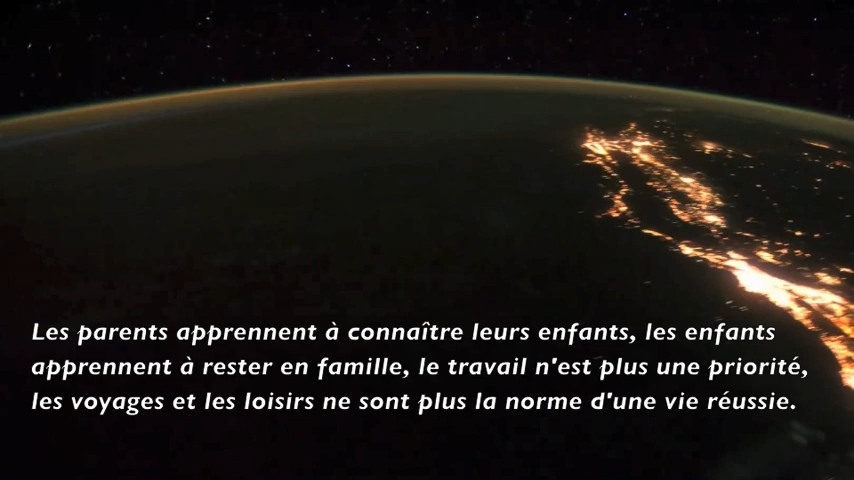 Les parents apprennent à connaître leurs enfants, les enfants
apprennent à rester en famille, le travail n'est plus une priorité,
les voyages et les loisirs ne sont plus la norme d'une vie réussie.